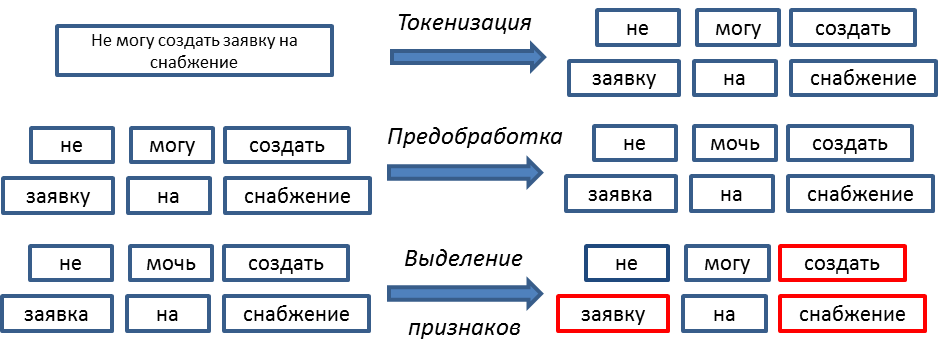 Не могу создать заявку на
снабжение
Токенизация
не могу создать
заявку на снабжение
не могу создать
заявку на снабжение
Предобработка
не мочь создать
заявка на снабжение
не мочь создать
заявка на снабжение
Выделение
признаков
не могу создать
заявку на снабжение